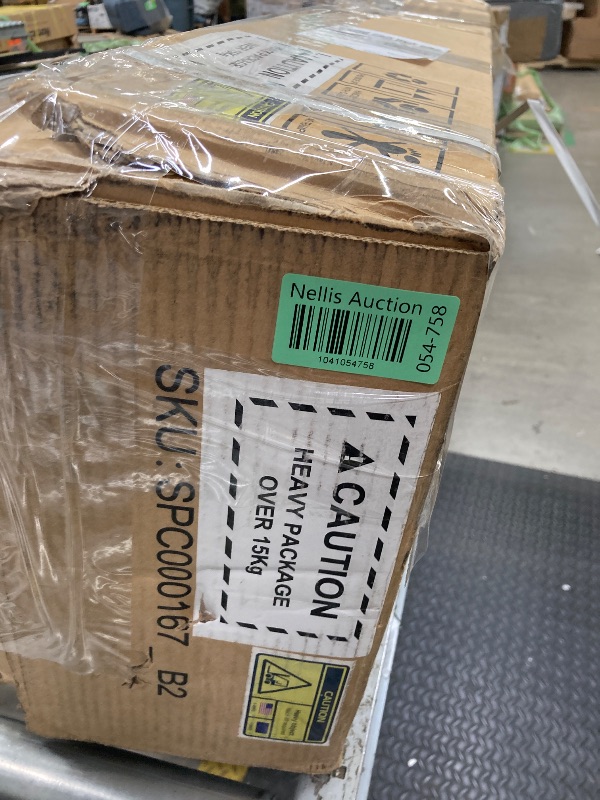 CAUTION
Nellis Auction
1041054758
054-758
SKU:SPC000167_B2
CAUTION
HEAVY PACKAGE
OVER 15Kg
CAUTION